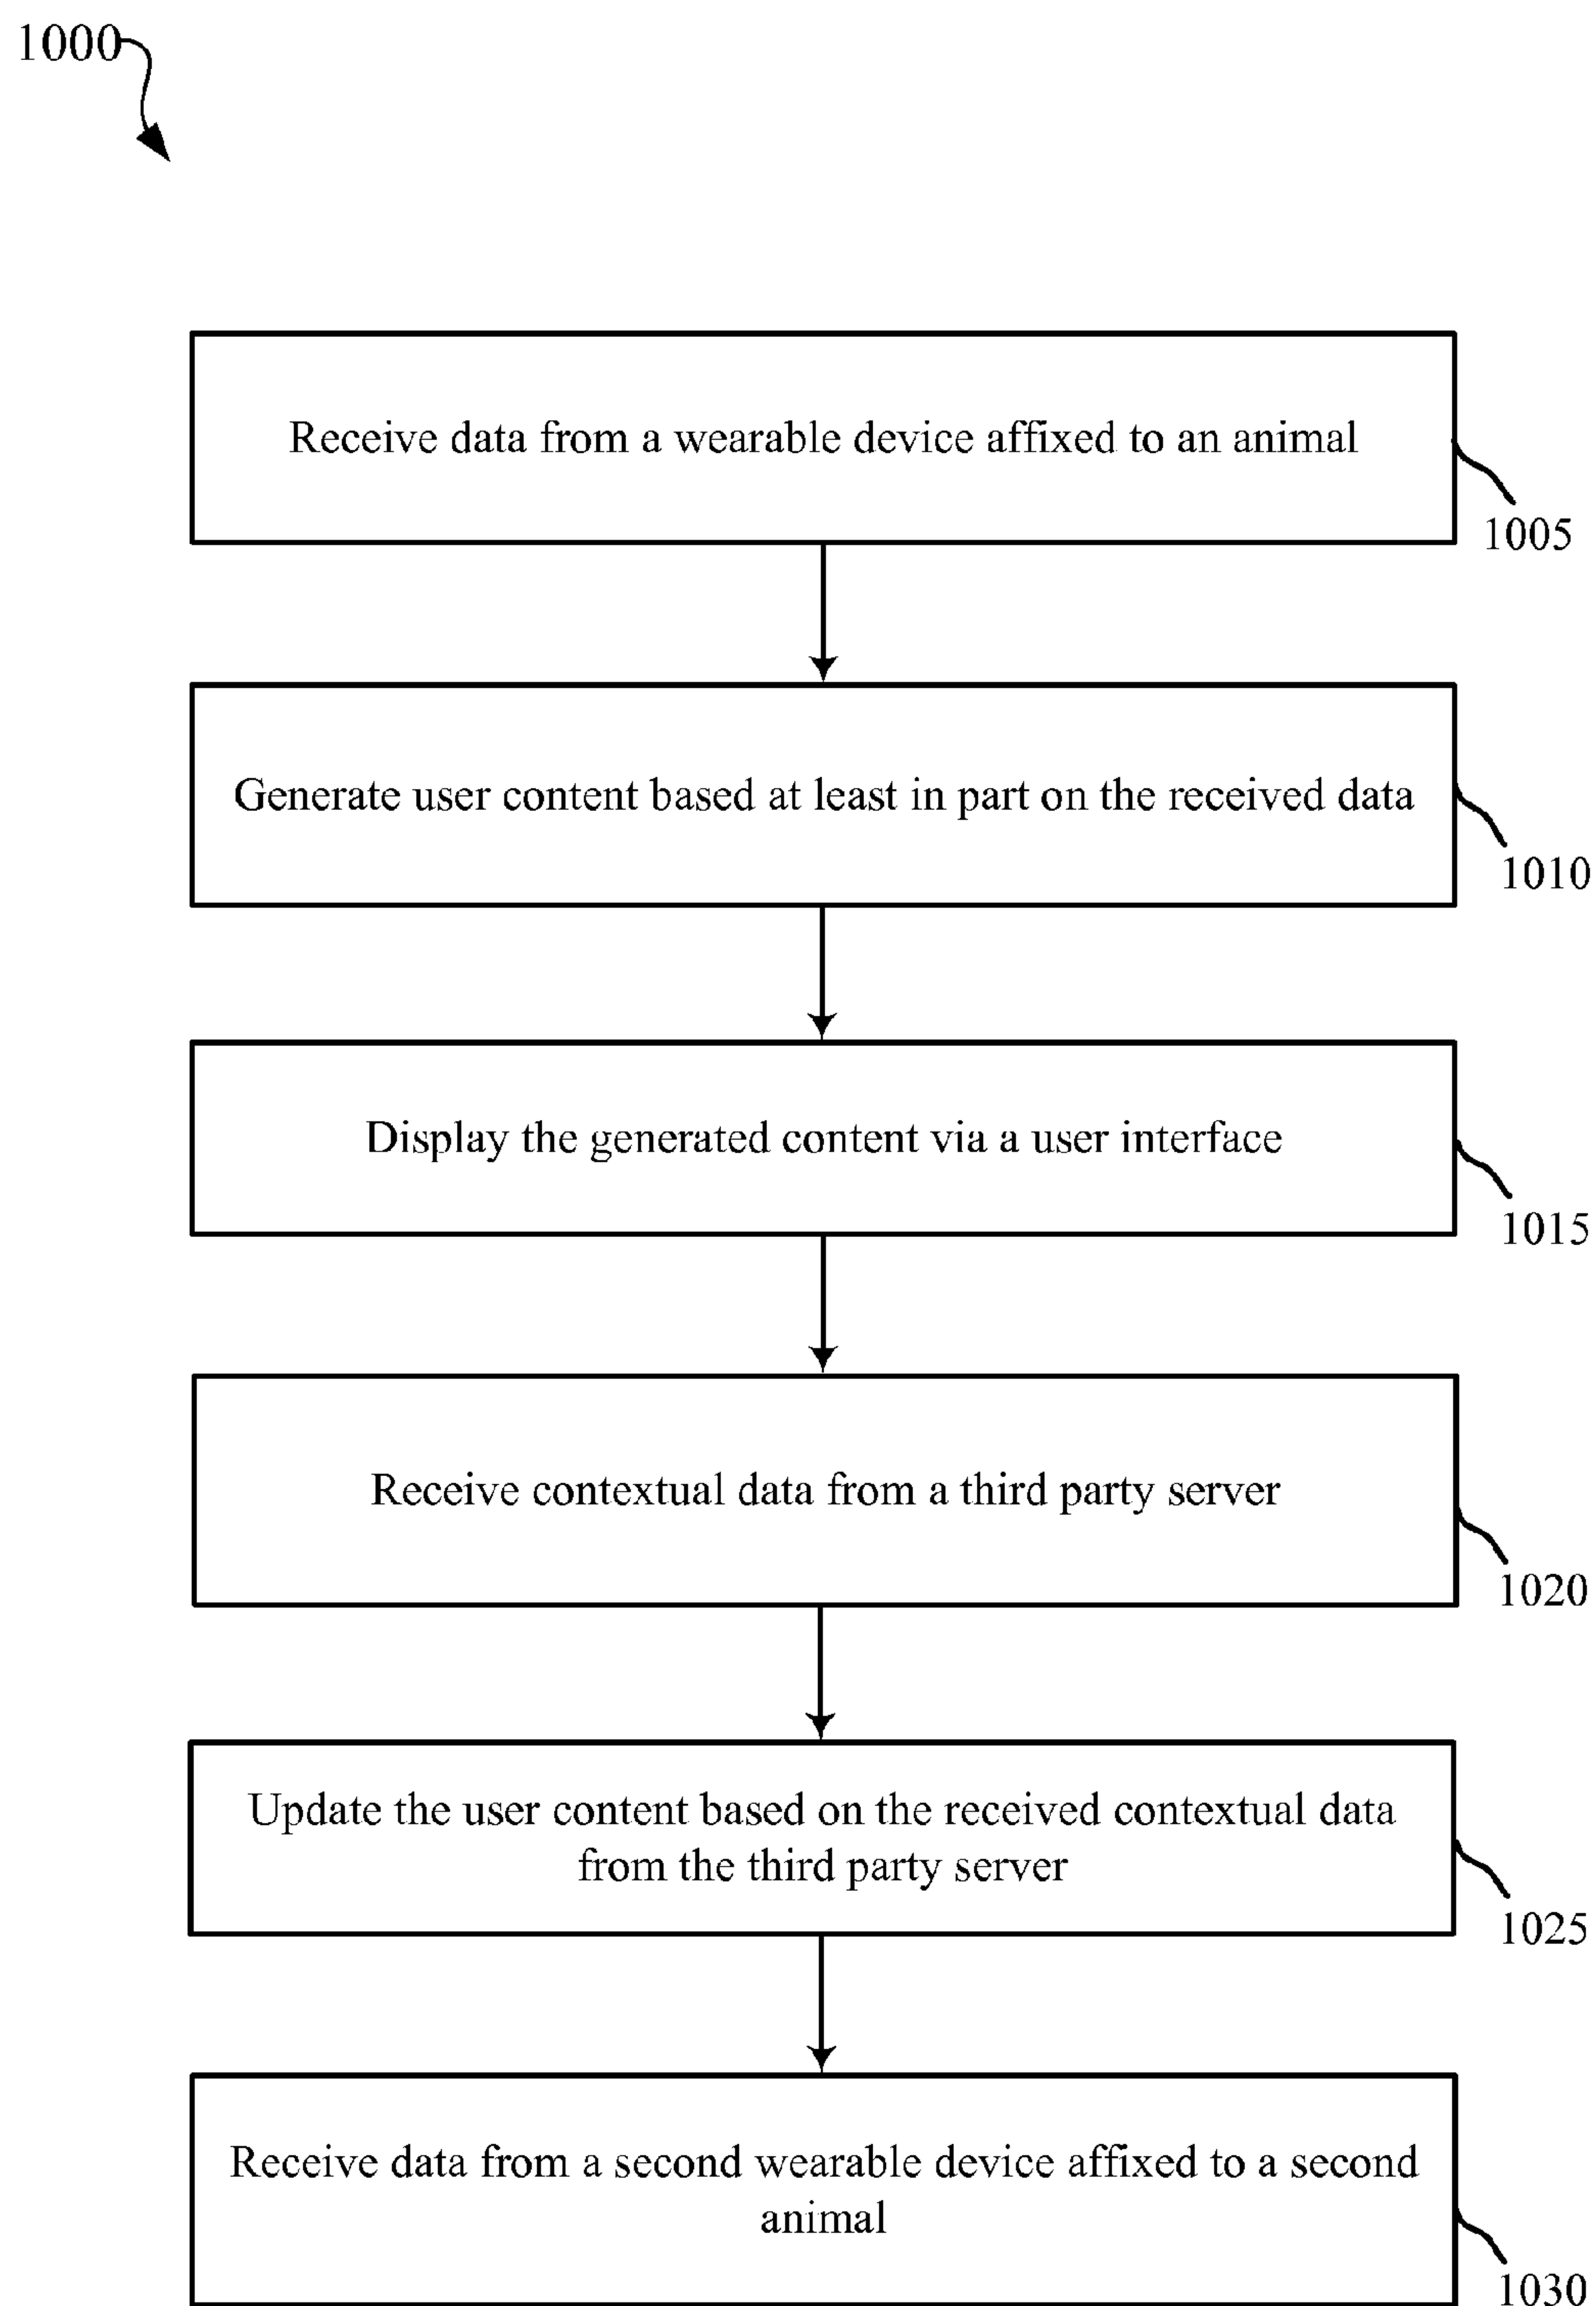 1000
Receive data from a wearable device affixed to an animal
1005
Generate user content based at least in part on the received data
1010
Display the generated content via a user interface
1015
Receive contextual data from a third party server
1020
Update the user content based on the received contextual data
from the third party server
1025
Receive data from a second wearable device affixed to a second
animal
1030